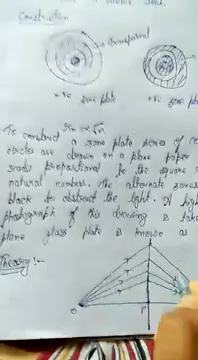 Construction
transparent
-ve zone plate
+ve zone pla
rn ∝ √n
To construct a zone plate series of co
circles are drawn on a plane paper
radii proportional to the square
natural numbers. The alternate zones
black to obstruct the light. A high
photograph of this drawing is take
plane glass plate is known as
Theory:-
O
P